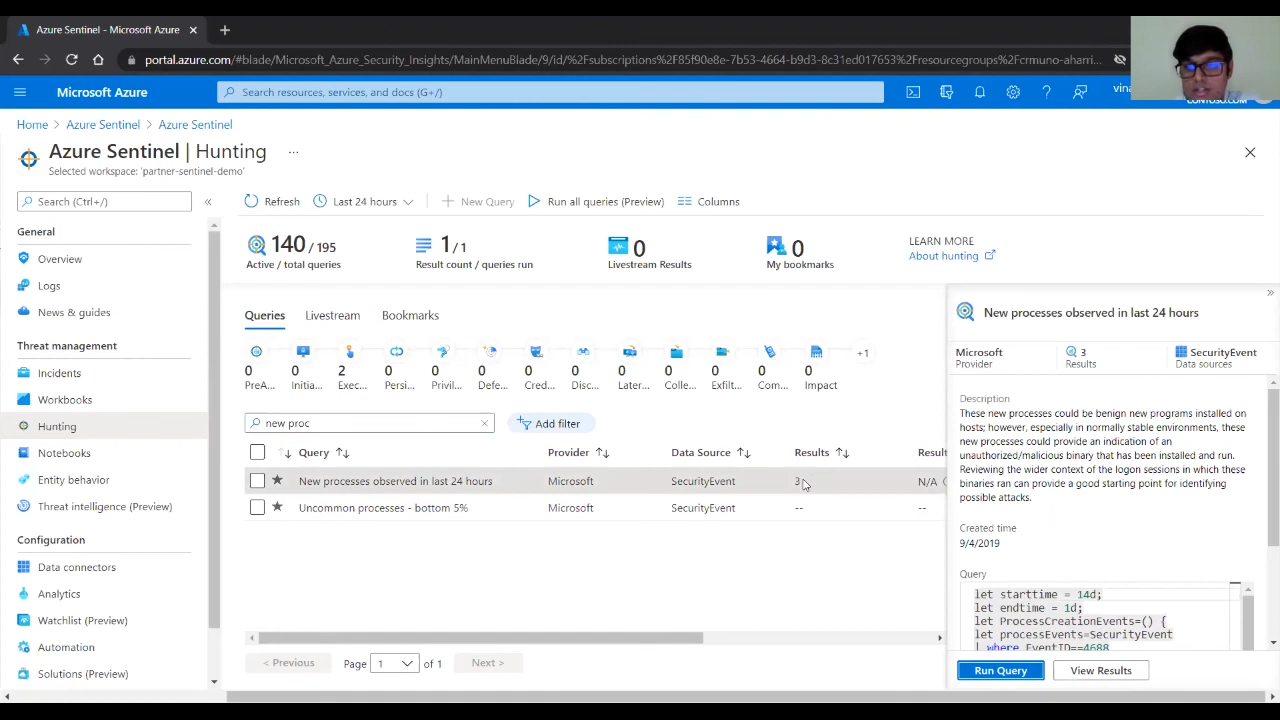 Azure Sentinel - Microsoft Azure
portal.azure.com/#blade/Microsoft_Azure_Security_Insights/MainMenuBlade/9/id/%2Fsubscriptions%2F85f90e8e-7b53-4664-b9d3-8c31ed017653%2Fresourcegroups%2Fcrmuno-aharri...
Microsoft Azure
Search resources, services, and docs (G+/)
vina
CONTOSO.COM
Home > Azure Sentinel > Azure Sentinel
Azure Sentinel | Hunting ...
Selected workspace: 'partner-sentinel-demo'
Search (Ctrl+/)
«
Refresh
Last 24 hours
New Query
Run all queries (Preview)
Columns
General
Overview
Logs
News & guides
Threat management
Incidents
Workbooks
Hunting
Notebooks
Entity behavior
Threat intelligence (Preview)
Configuration
Data connectors
Analytics
Watchlist (Preview)
Automation
Solutions (Preview)
140 / 195
Active / total queries
1 / 1
Result count / queries run
0
Livestream Results
0
My bookmarks
LEARN MORE
About hunting
Queries Livestream Bookmarks
0 0 2 0 0 0 0 0 0 0 0 0 0 +1
PreA... Initia... Exec... Persi... Privil... Defe... Cred... Disc... Later... Colle... Exfilt... Com... Impact
new proc
Add filter
Query Provider Data Source Results Result
New processes observed in last 24 hours Microsoft SecurityEvent 3 N/A
Uncommon processes - bottom 5% Microsoft SecurityEvent -- --
< Previous Page 1 of 1 Next >
New processes observed in last 24 hours
Microsoft
Provider
3
Results
SecurityEvent
Data sources
Description
These new processes could be benign new programs installed on
hosts; however, especially in normally stable environments, these
new processes could provide an indication of an
unauthorized/malicious binary that has been installed and run.
Reviewing the wider context of the logon sessions in which these
binaries ran can provide a good starting point for identifying
possible attacks.
Created time
9/4/2019
Query
let starttime = 14d;
let endtime = 1d;
let ProcessCreationEvents=() {
let processEvents=SecurityEvent
| where EventID==4688
Run Query
View Results